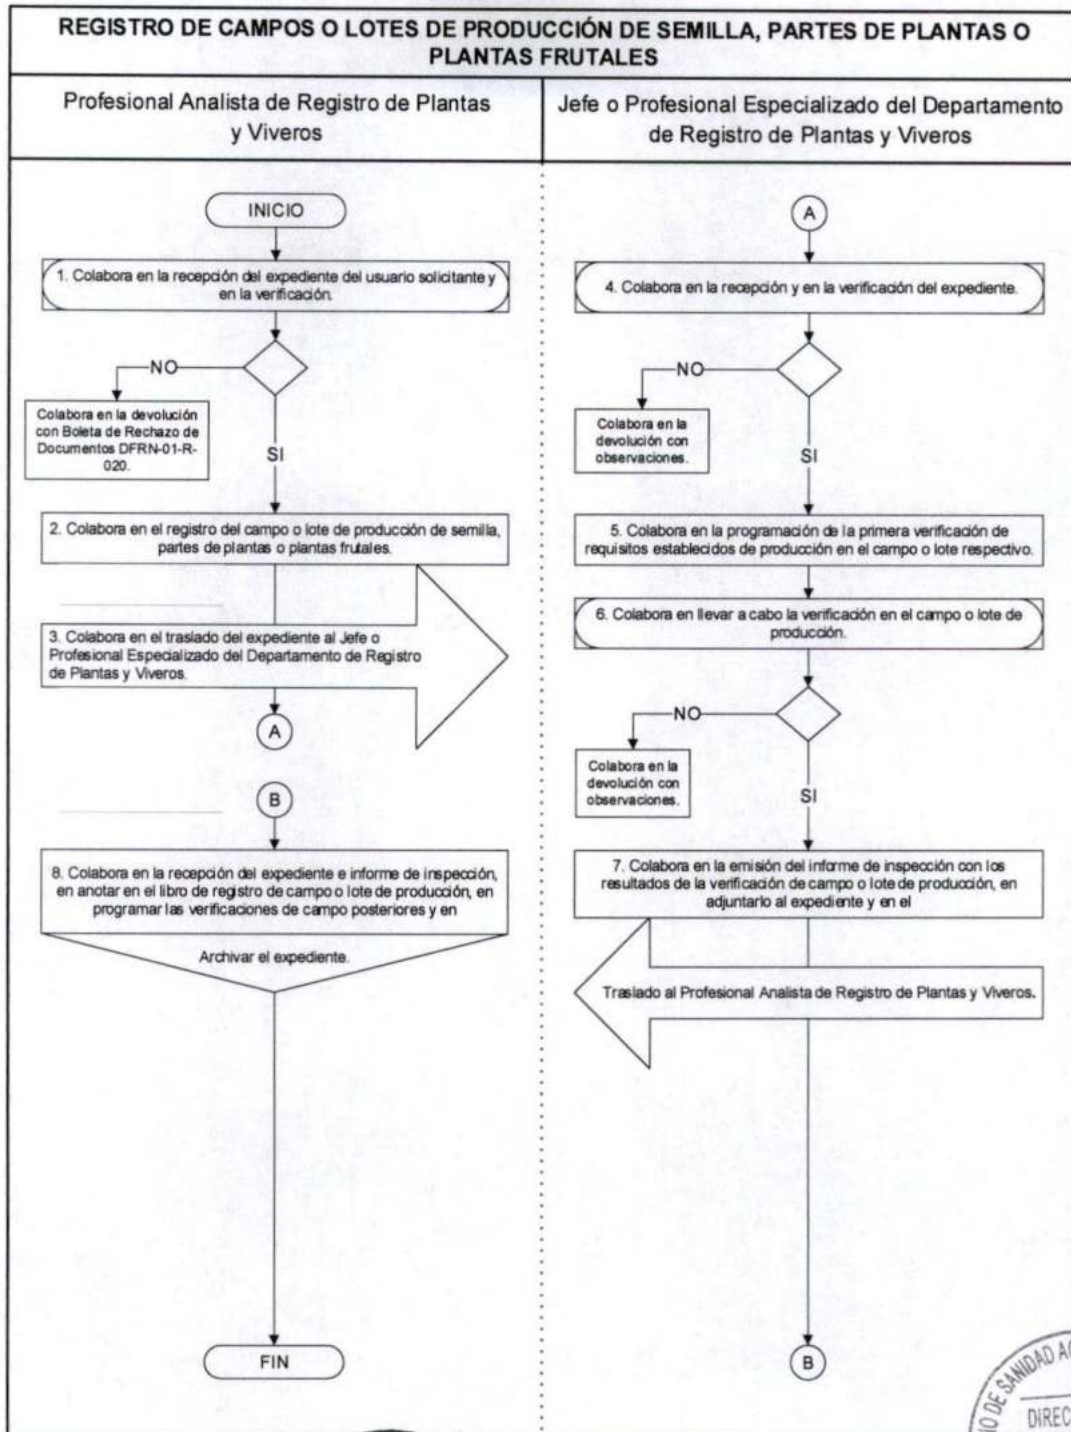 REGISTRO DE CAMPOS O LOTES DE PRODUCCIÓN DE SEMILLA, PARTES DE PLANTAS O
PLANTAS FRUTALES
Profesional Analista de Registro de Plantas
y Viveros
INICIO
1. Colabora en la recepción del expediente del usuario solicitante y
en la verificación.
NO
Colabora en la devolución
con Boleta de Rechazo de
Documentos DFRN-01-R-
020.
SI
2. Colabora en el registro del campo o lote de producción de semilla,
partes de plantas o plantas frutales.
3. Colabora en el traslado del expediente al Jefe o
Profesional Especializado del Departamento de Registro
de Plantas y Viveros.
A
B
8. Colabora en la recepción del expediente e informe de inspección,
en anotar en el libro de registro de campo o lote de producción, en
programar las verificaciones de campo posteriores y en
Archivar el expediente.
FIN
Jefe o Profesional Especializado del Departamento
de Registro de Plantas y Viveros
A
4. Colabora en la recepción y en la verificación del expediente.
NO
Colabora en la
devolución con
observaciones.
SI
5. Colabora en la programación de la primera verificación de
requisitos establecidos de producción en el campo o lote respectivo.
6. Colabora en llevar a cabo la verificación en el campo o lote de
producción.
NO
Colabora en la
devolución con
observaciones.
SI
7. Colabora en la emisión del informe de inspección con los
resultados de la verificación de campo o lote de producción, en
adjuntarlo al expediente y en el
Traslado al Profesional Analista de Registro de Plantas y Viveros.
B
IO DE SANIDAD AG
DIREC